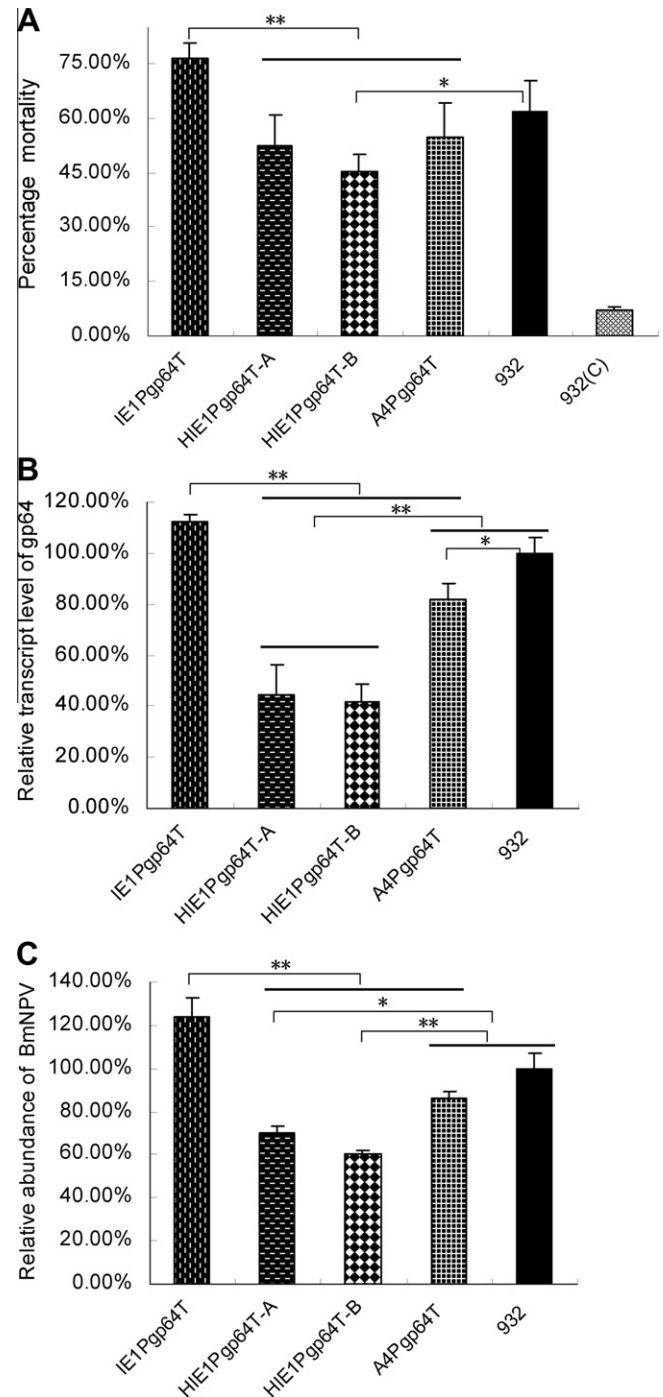 A
**
*
75.00%
60.00%
45.00%
30.00%
15.00%
0.00%
Percentage mortality
IE1Pgp64T
HIE1Pgp64T-A
HIE1Pgp64T-B
A4Pgp64T
932
932(C)
B
**
**
*
120.00%
100.00%
80.00%
60.00%
40.00%
20.00%
0.00%
Relative transcript level of gp64
IE1Pgp64T
HIE1Pgp64T-A
HIE1Pgp64T-B
A4Pgp64T
932
C
**
*
**
140.00%
120.00%
100.00%
80.00%
60.00%
40.00%
20.00%
0.00%
Relative abundance of BmNPV
IE1Pgp64T
HIE1Pgp64T-A
HIE1Pgp64T-B
A4Pgp64T
932